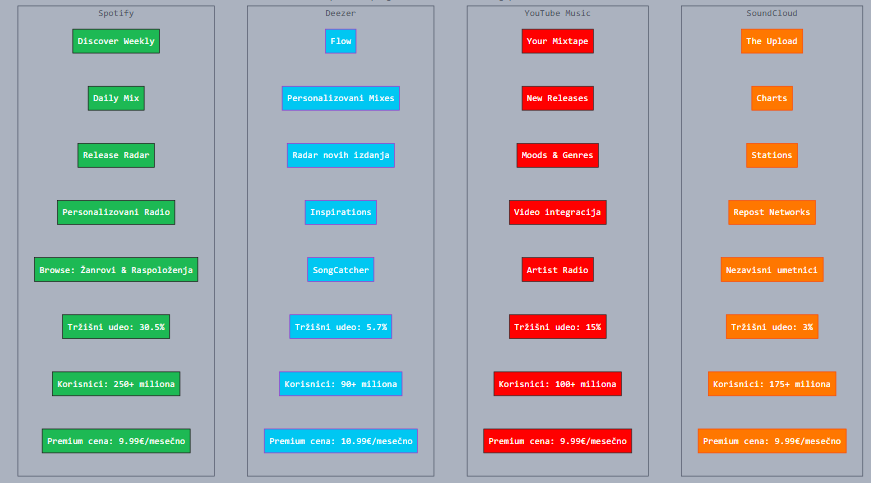 Spotify
Discover Weekly
Daily Mix
Release Radar
Personalizovani Radio
Browse: Žanrovi & Raspoloženja
Tržišni udeo: 30.5%
Korisnici: 250+ miliona
Premium cena: 9.99€/mesečno
Deezer
Flow
Personalizovani Mixes
Radar novih izdanja
Inspirations
SongCatcher
Tržišni udeo: 5.7%
Korisnici: 90+ miliona
Premium cena: 10.99€/mesečno
YouTube Music
Your Mixtape
New Releases
Moods & Genres
Video integracija
Artist Radio
Tržišni udeo: 15%
Korisnici: 100+ miliona
Premium cena: 9.99€/mesečno
SoundCloud
The Upload
Charts
Stations
Repost Networks
Nezavisni umetnici
Tržišni udeo: 3%
Korisnici: 175+ miliona
Premium cena: 9.99€/mesečno